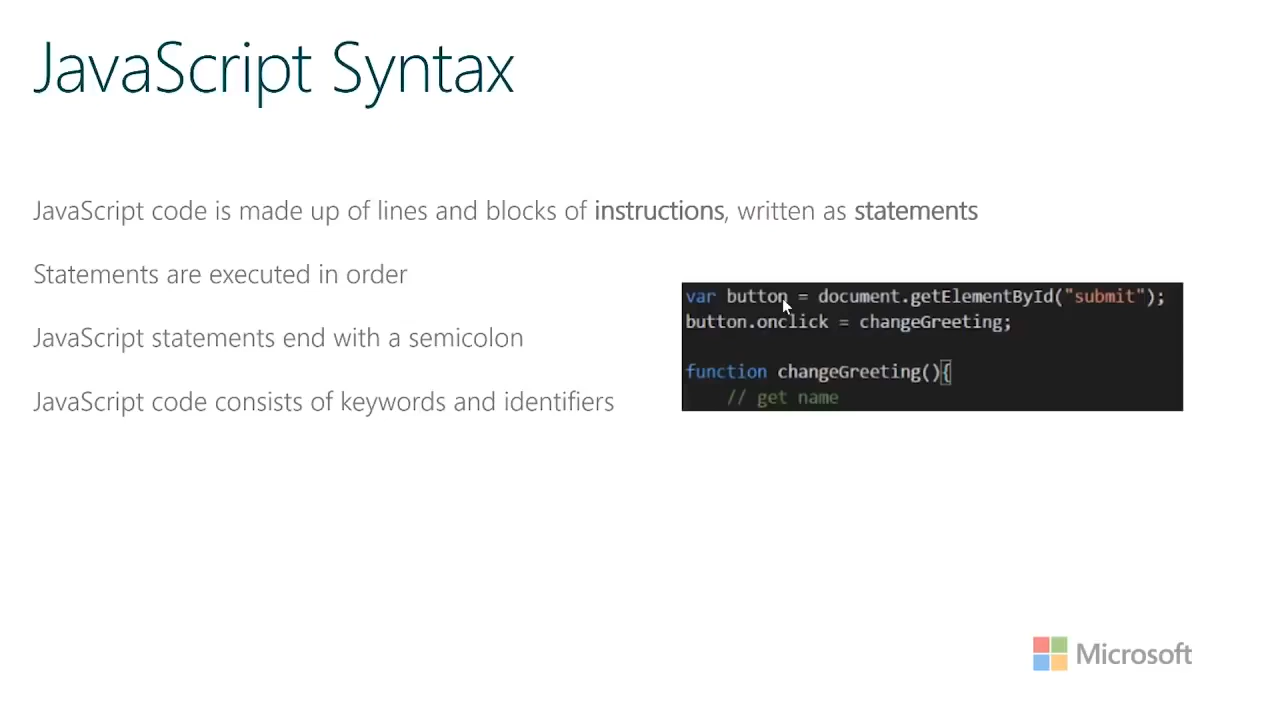 JavaScript Syntax
JavaScript code is made up of lines and blocks of instructions, written as statements
Statements are executed in order
JavaScript statements end with a semicolon
JavaScript code consists of keywords and identifiers
var button = document.getElementById("submit");
button.onclick = changeGreeting;
function changeGreeting(){
// get name
Microsoft